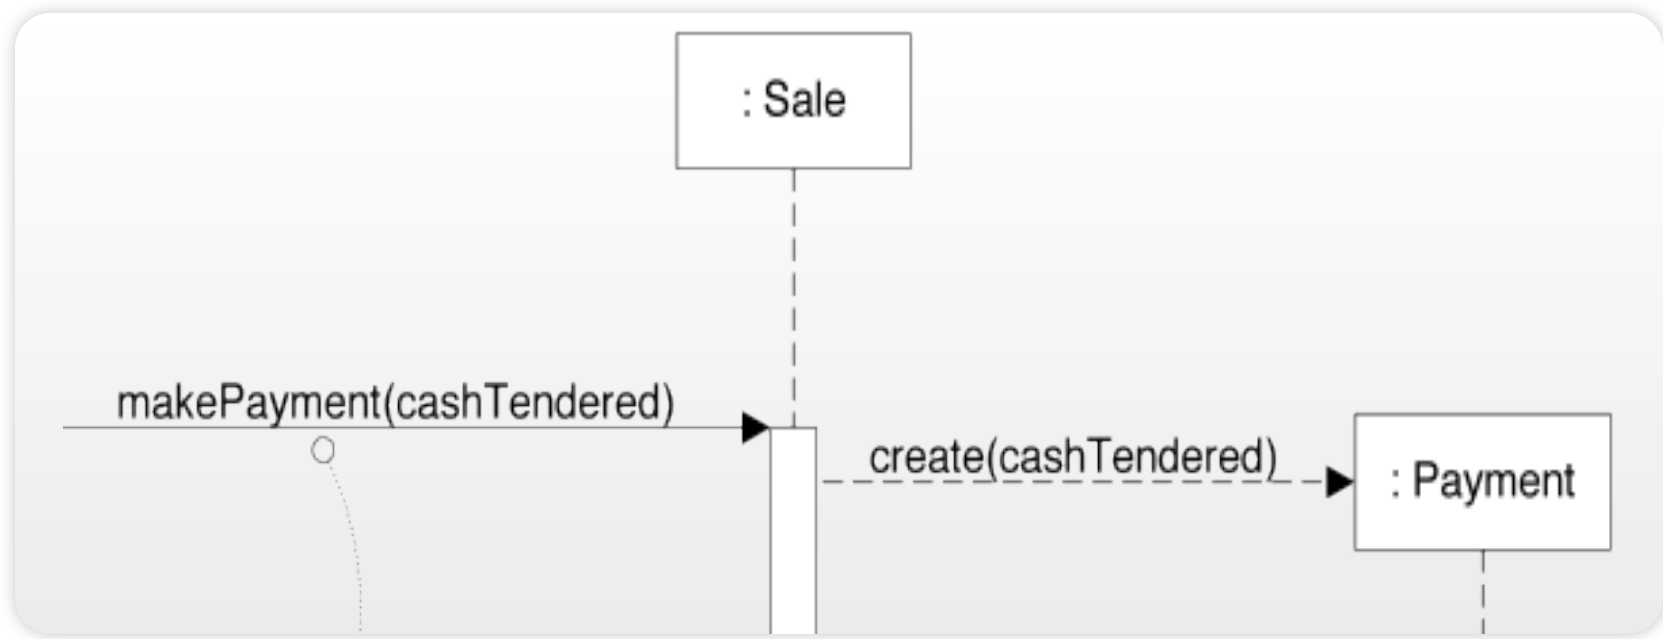 : Sale
makePayment(cashTendered)
create(cashTendered)
: Payment